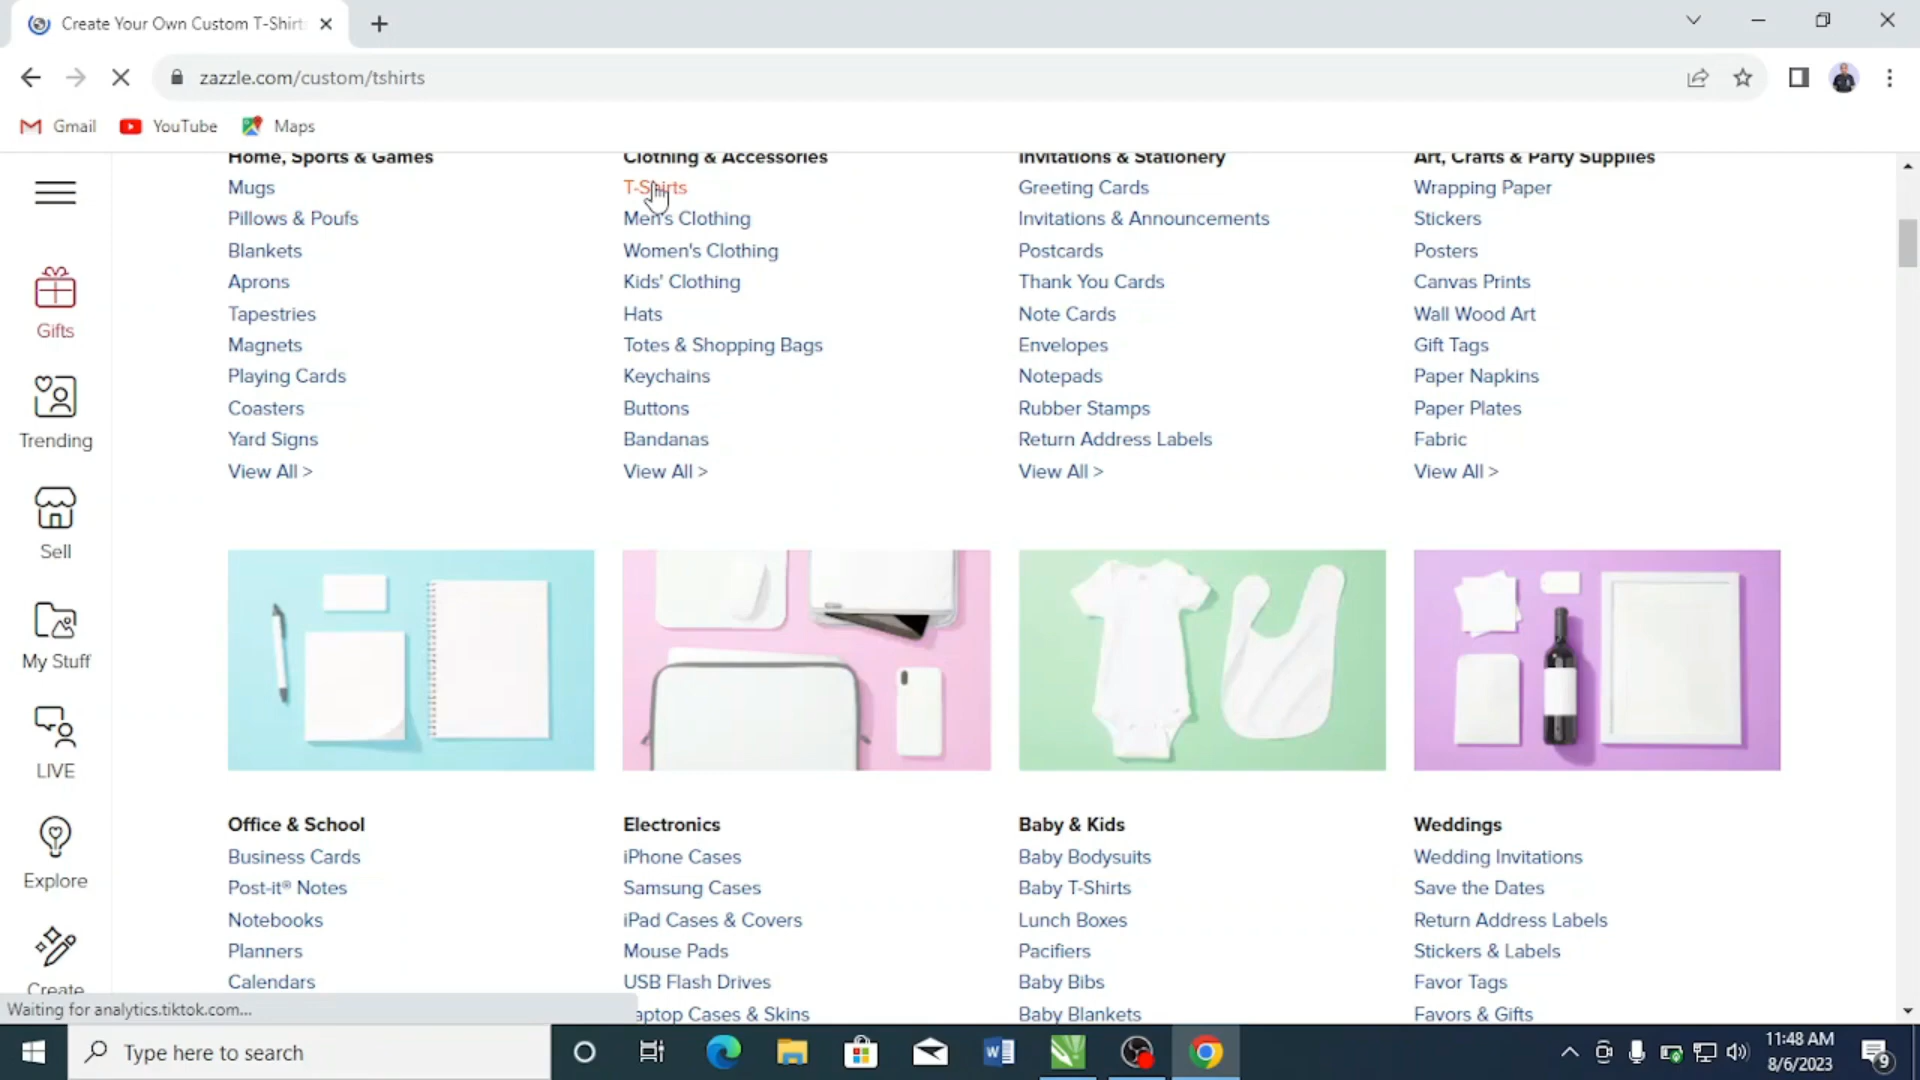 Create Your Own Custom T-Shirt
zazzle.com/custom/tshirts
Gmail
YouTube
Maps
Home, Sports & Games
Mugs
Pillows & Poufs
Blankets
Aprons
Tapestries
Magnets
Playing Cards
Coasters
Yard Signs
View All >
Clothing & Accessories
T-Shirts
Men's Clothing
Women's Clothing
Kids' Clothing
Hats
Totes & Shopping Bags
Keychains
Buttons
Bandanas
View All >
Invitations & Stationery
Greeting Cards
Invitations & Announcements
Postcards
Thank You Cards
Note Cards
Envelopes
Notepads
Rubber Stamps
Return Address Labels
View All >
Art, Crafts & Party Supplies
Wrapping Paper
Stickers
Posters
Canvas Prints
Wall Wood Art
Gift Tags
Paper Napkins
Paper Plates
Fabric
View All >
Gifts
Trending
Sell
My Stuff
LIVE
Explore
Create
Office & School
Business Cards
Post-it® Notes
Notebooks
Planners
Calendars
Electronics
iPhone Cases
Samsung Cases
iPad Cases & Covers
Mouse Pads
USB Flash Drives
aptop Cases & Skins
Baby & Kids
Baby Bodysuits
Baby T-Shirts
Lunch Boxes
Pacifiers
Baby Bibs
Baby Blankets
Weddings
Wedding Invitations
Save the Dates
Return Address Labels
Stickers & Labels
Favor Tags
Favors & Gifts
Waiting for analytics.tiktok.com...
Type here to search
11:48 AM
8/6/2023
9